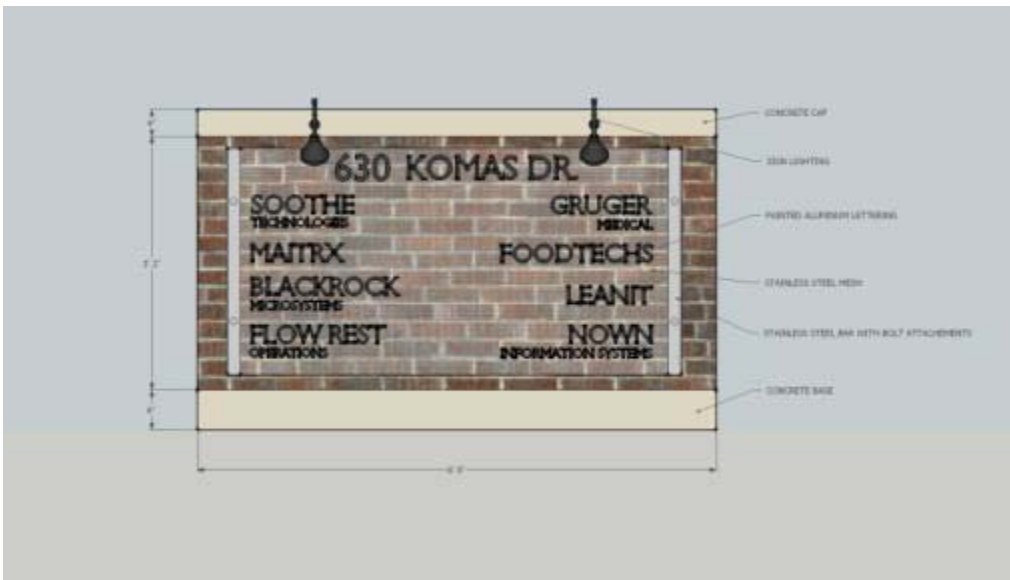 CONCRETE CAP
SIGN LIGHTING
630 KOMAS DR.
SOOTHE
TECHNOLOGIES
GRUGER
MEDICAL
PAINTED ALUMINUM LETTERING
MAITRX
FOODTECHS
BLACKROCK
MICROSYSTEMS
LEANIT
STAINLESS STEEL MESH
FLOW REST
OPERATIONS
NOWN
INFORMATION SYSTEMS
STAINLESS STEEL BAR WITH BOLT ATTACHEMENTS
CONCRETE BASE